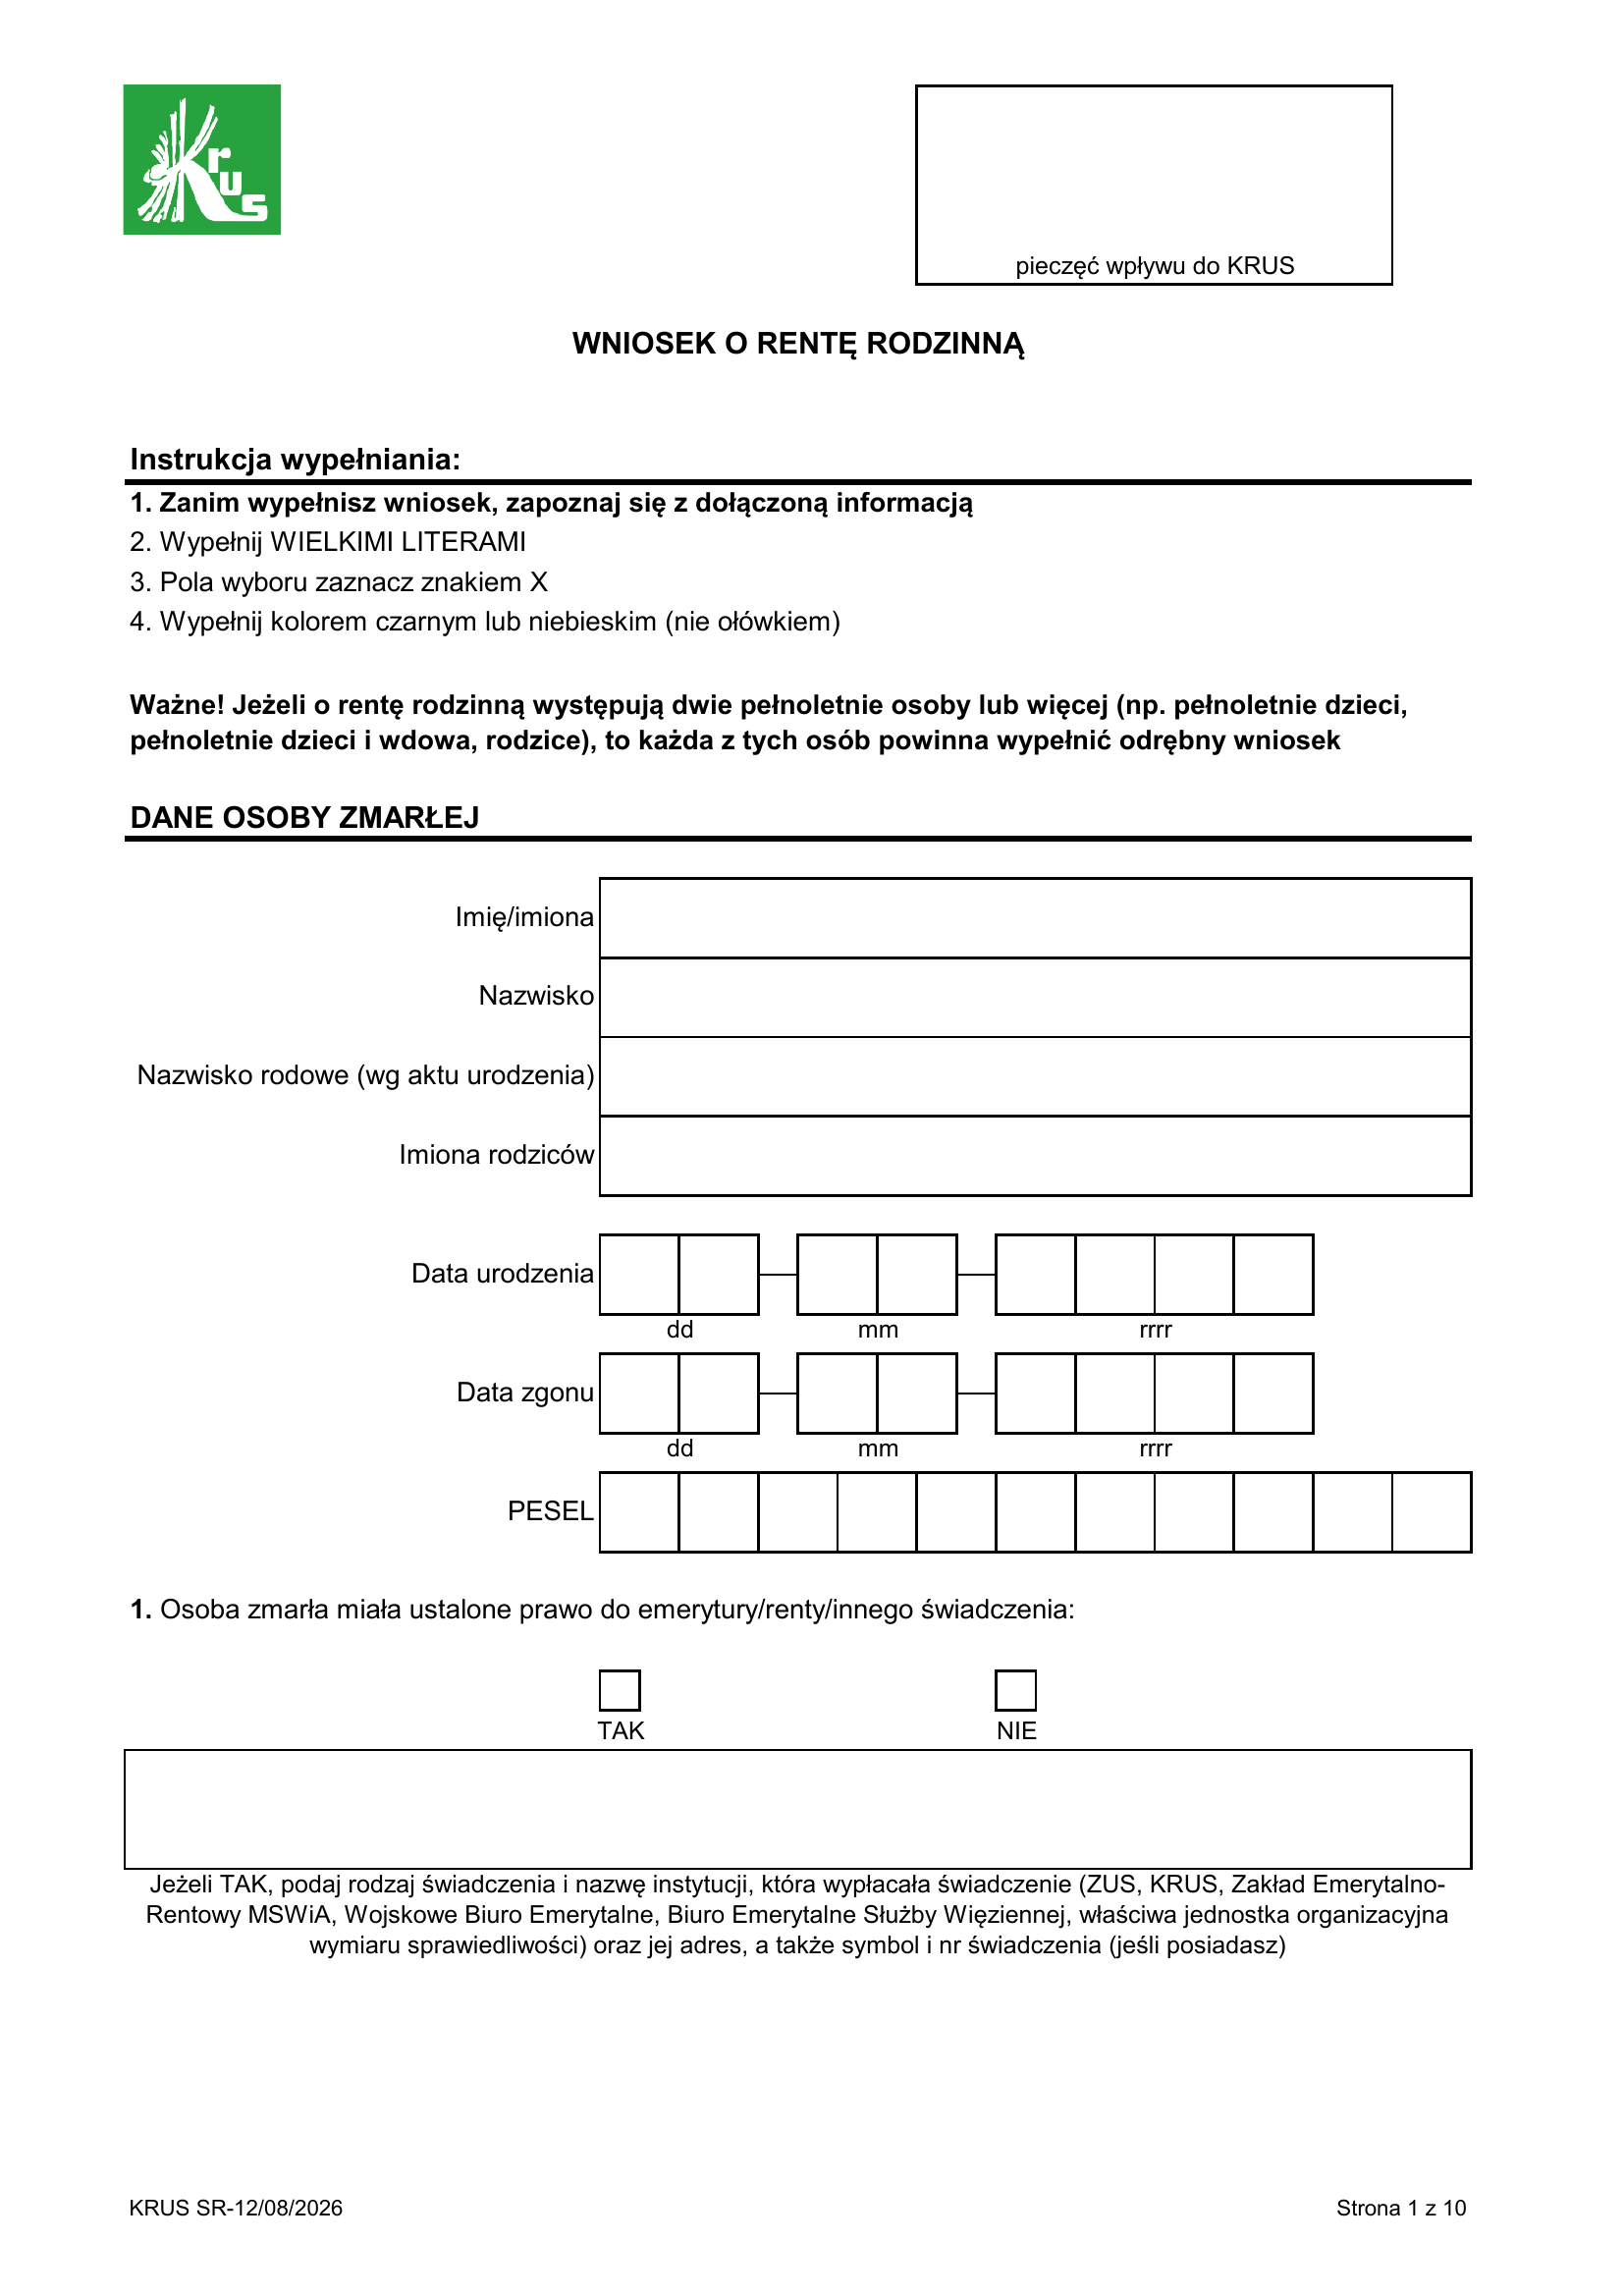 Krus
pieczęć wpływu do KRUS
WNIOSEK O RENTĘ RODZINNĄ
Instrukcja wypełniania:
1. Zanim wypełnisz wniosek, zapoznaj się z dołączoną informacją
2. Wypełnij WIELKIMI LITERAMI
3. Pola wyboru zaznacz znakiem X
4. Wypełnij kolorem czarnym lub niebieskim (nie ołówkiem)
Ważne! Jeżeli o rentę rodzinną występują dwie pełnoletnie osoby lub więcej (np. pełnoletnie dzieci,
pełnoletnie dzieci i wdowa, rodzice), to każda z tych osób powinna wypełnić odrębny wniosek
DANE OSOBY ZMARŁEJ
Imię/imiona
Nazwisko
Nazwisko rodowe (wg aktu urodzenia)
Imiona rodziców
Data urodzenia
dd mm rrrr
Data zgonu
dd mm rrrr
PESEL
1. Osoba zmarła miała ustalone prawo do emerytury/renty/innego świadczenia:
TAK NIE
Jeżeli TAK, podaj rodzaj świadczenia i nazwę instytucji, która wypłacała świadczenie (ZUS, KRUS, Zakład Emerytalno-
Rentowy MSWiA, Wojskowe Biuro Emerytalne, Biuro Emerytalne Służby Więziennej, właściwa jednostka organizacyjna
wymiaru sprawiedliwości) oraz jej adres, a także symbol i nr świadczenia (jeśli posiadasz)
KRUS SR-12/08/2026 Strona 1 z 10